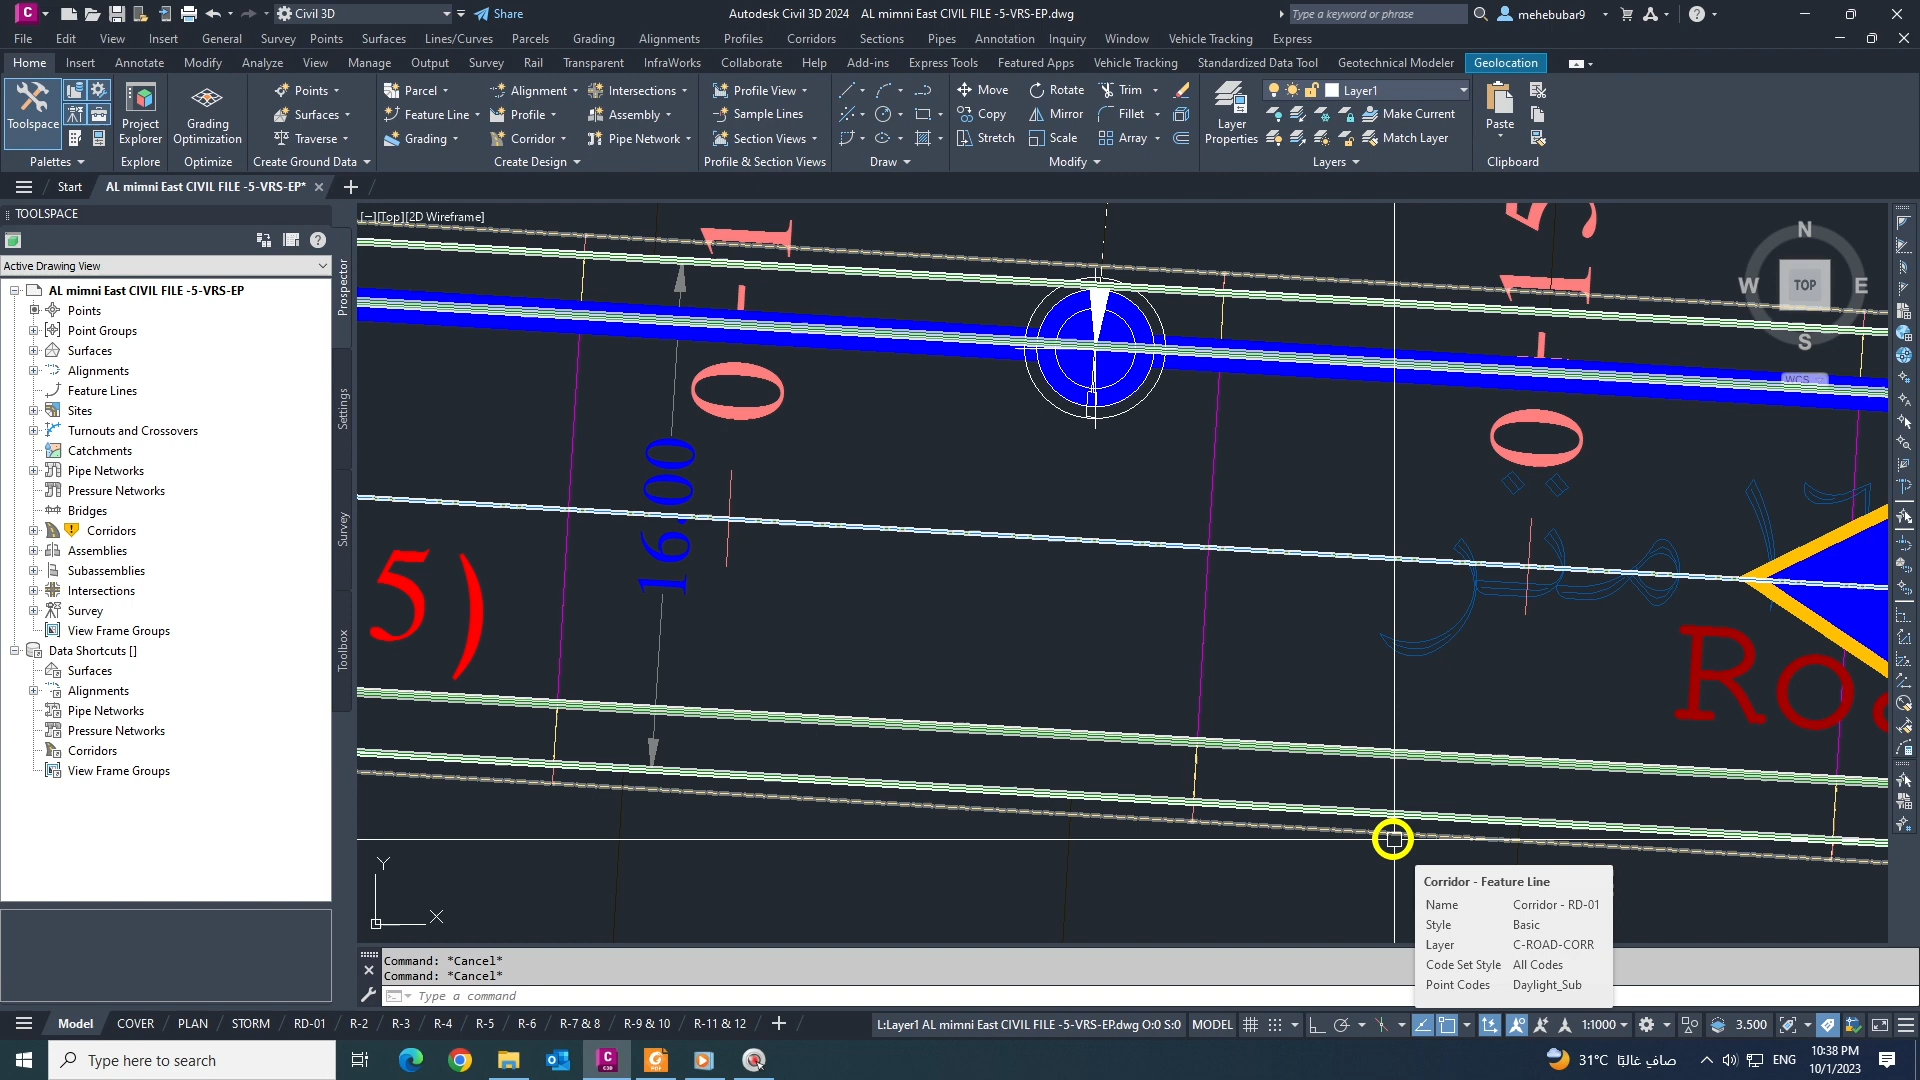 Civil 3D
Share
Autodesk Civil 3D 2024 AL mimni East CIVIL FILE -5-VRS-EP.dwg
Type a keyword or phrase
mehebubar9
File Edit View Insert General Survey Points Surfaces Lines/Curves Parcels Grading Alignments Profiles Corridors Sections Pipes Annotation Inquiry Window Vehicle Tracking Express
Home Insert Annotate Modify Analyze View Manage Output Survey Rail Transparent InfraWorks Collaborate Help Add-ins Express Tools Featured Apps Vehicle Tracking Standardized Data Tool Geotechnical Modeler Geolocation
Points Parcel Alignment Intersections Profile View Move Rotate Trim Layer1
Toolspace Project Explorer Grading Optimization Surfaces Feature Line Profile Assembly Sample Lines Copy Mirror Fillet Layer Properties Make Current Paste
Traverse Grading Corridor Pipe Network Section Views Stretch Scale Array Match Layer
Palettes Explore Optimize Create Ground Data Create Design Profile & Section Views Draw Modify Layers Clipboard
Start AL mimni East CIVIL FILE -5-VRS-EP*
TOOLSPACE
Active Drawing View
AL mimni East CIVIL FILE -5-VRS-EP
Points
Point Groups
Surfaces
Alignments
Feature Lines
Sites
Turnouts and Crossovers
Catchments
Pipe Networks
Pressure Networks
Bridges
Corridors
Assemblies
Subassemblies
Intersections
Survey
View Frame Groups
Data Shortcuts []
Surfaces
Alignments
Pipe Networks
Pressure Networks
Corridors
View Frame Groups
Prospector
Settings
Survey
Toolbox
[−][Top][2D Wireframe]
N
W TOP E
S
WCS
1
0
1
0
16.00
5)
Y
X
Corridor - Feature Line
Name Corridor - RD-01
Style Basic
Layer C-ROAD-CORR
Code Set Style All Codes
Point Codes Daylight_Sub
Command: *Cancel*
Command: *Cancel*
Type a command
Model COVER PLAN STORM RD-01 R-2 R-3 R-4 R-5 R-6 R-7 & 8 R-9 & 10 R-11 & 12
L:Layer1 AL mimni East CIVIL FILE -5-VRS-EP.dwg O:0 S:0 MODEL 1:1000 3.500
Type here to search
31°C صاف غالبًا
ENG
10:38 PM
10/1/2023